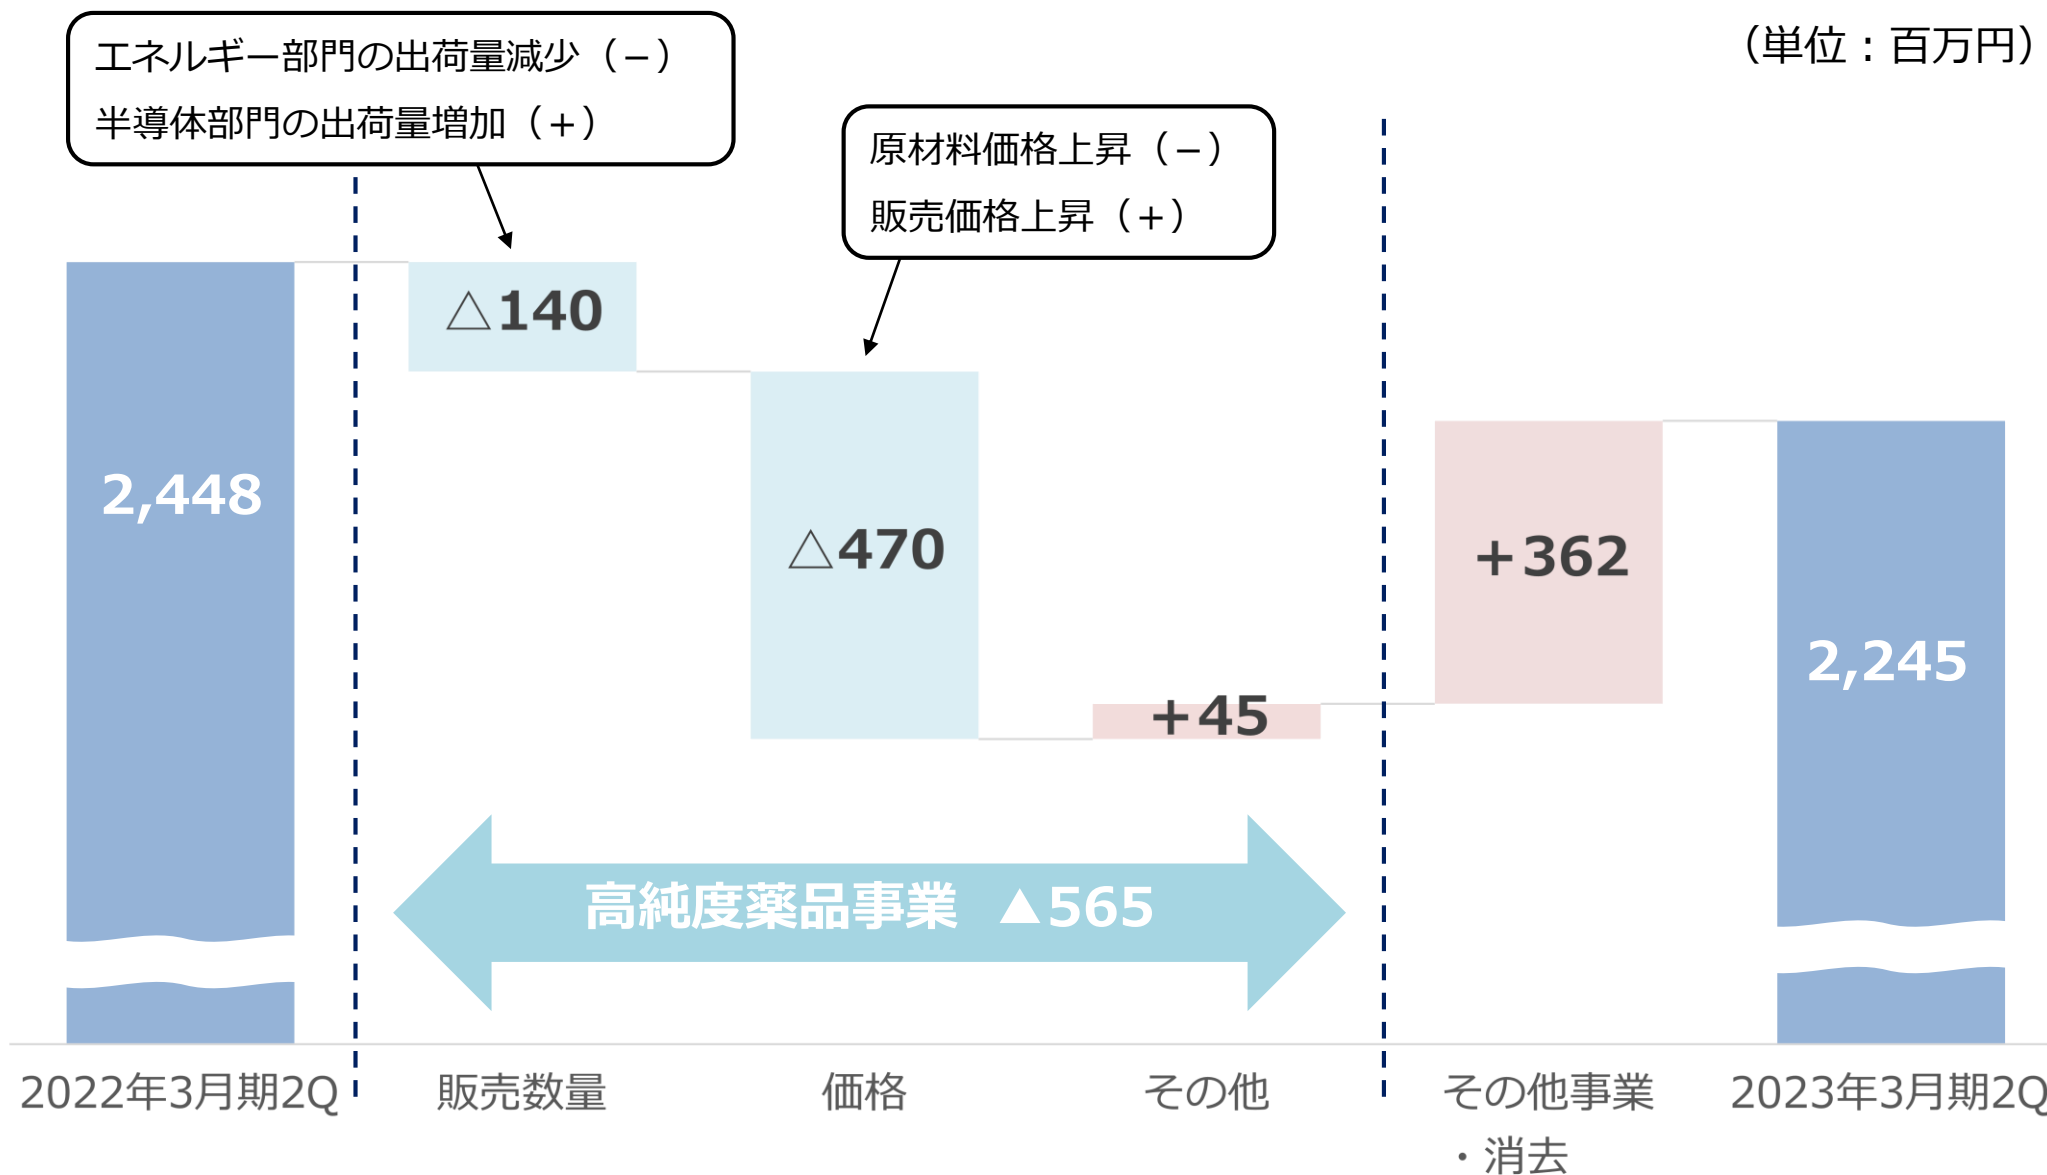 （単位：百万円）
エネルギー部門の出荷量減少（－）
半導体部門の出荷量増加（＋）
原材料価格上昇（－）
販売価格上昇（＋）
2,448
△140
△470
＋45
＋362
2,245
高純度薬品事業 ▲565
2022年3月期2Q
販売数量
価格
その他
その他事業
・消去
2023年3月期2Q